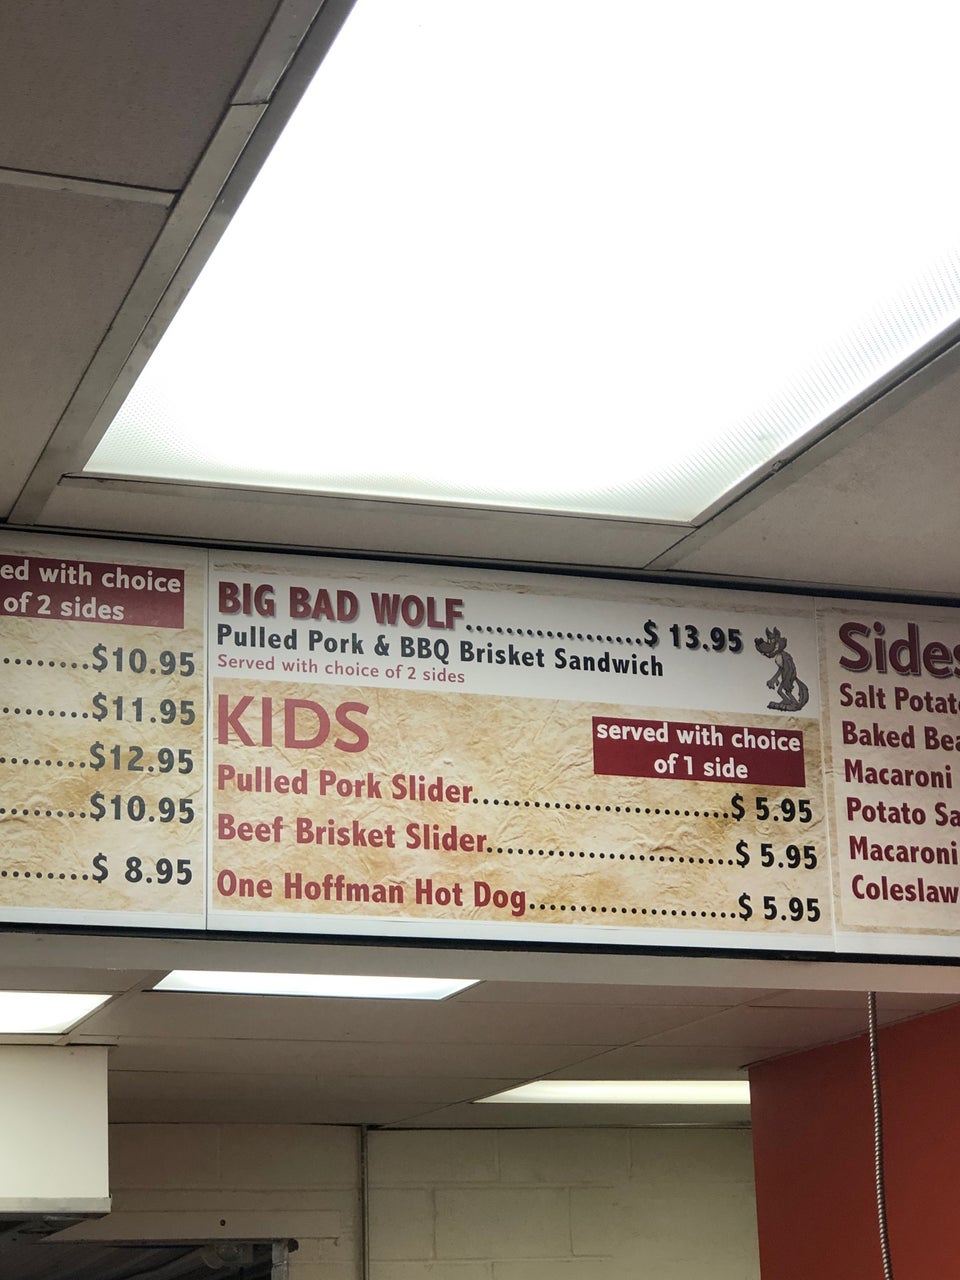 ed with choice
of 2 sides
........$10.95
........$11.95
........$12.95
........$10.95
.........$ 8.95
BIG BAD WOLF..................$ 13.95
Pulled Pork & BBQ Brisket Sandwich
Served with choice of 2 sides
KIDS
served with choice
of 1 side
Pulled Pork Slider..........................$ 5.95
Beef Brisket Slider.........................$ 5.95
One Hoffman Hot Dog.....................$ 5.95
Sides
Salt Potat
Baked Bea
Macaroni
Potato Sa
Macaroni
Coleslaw